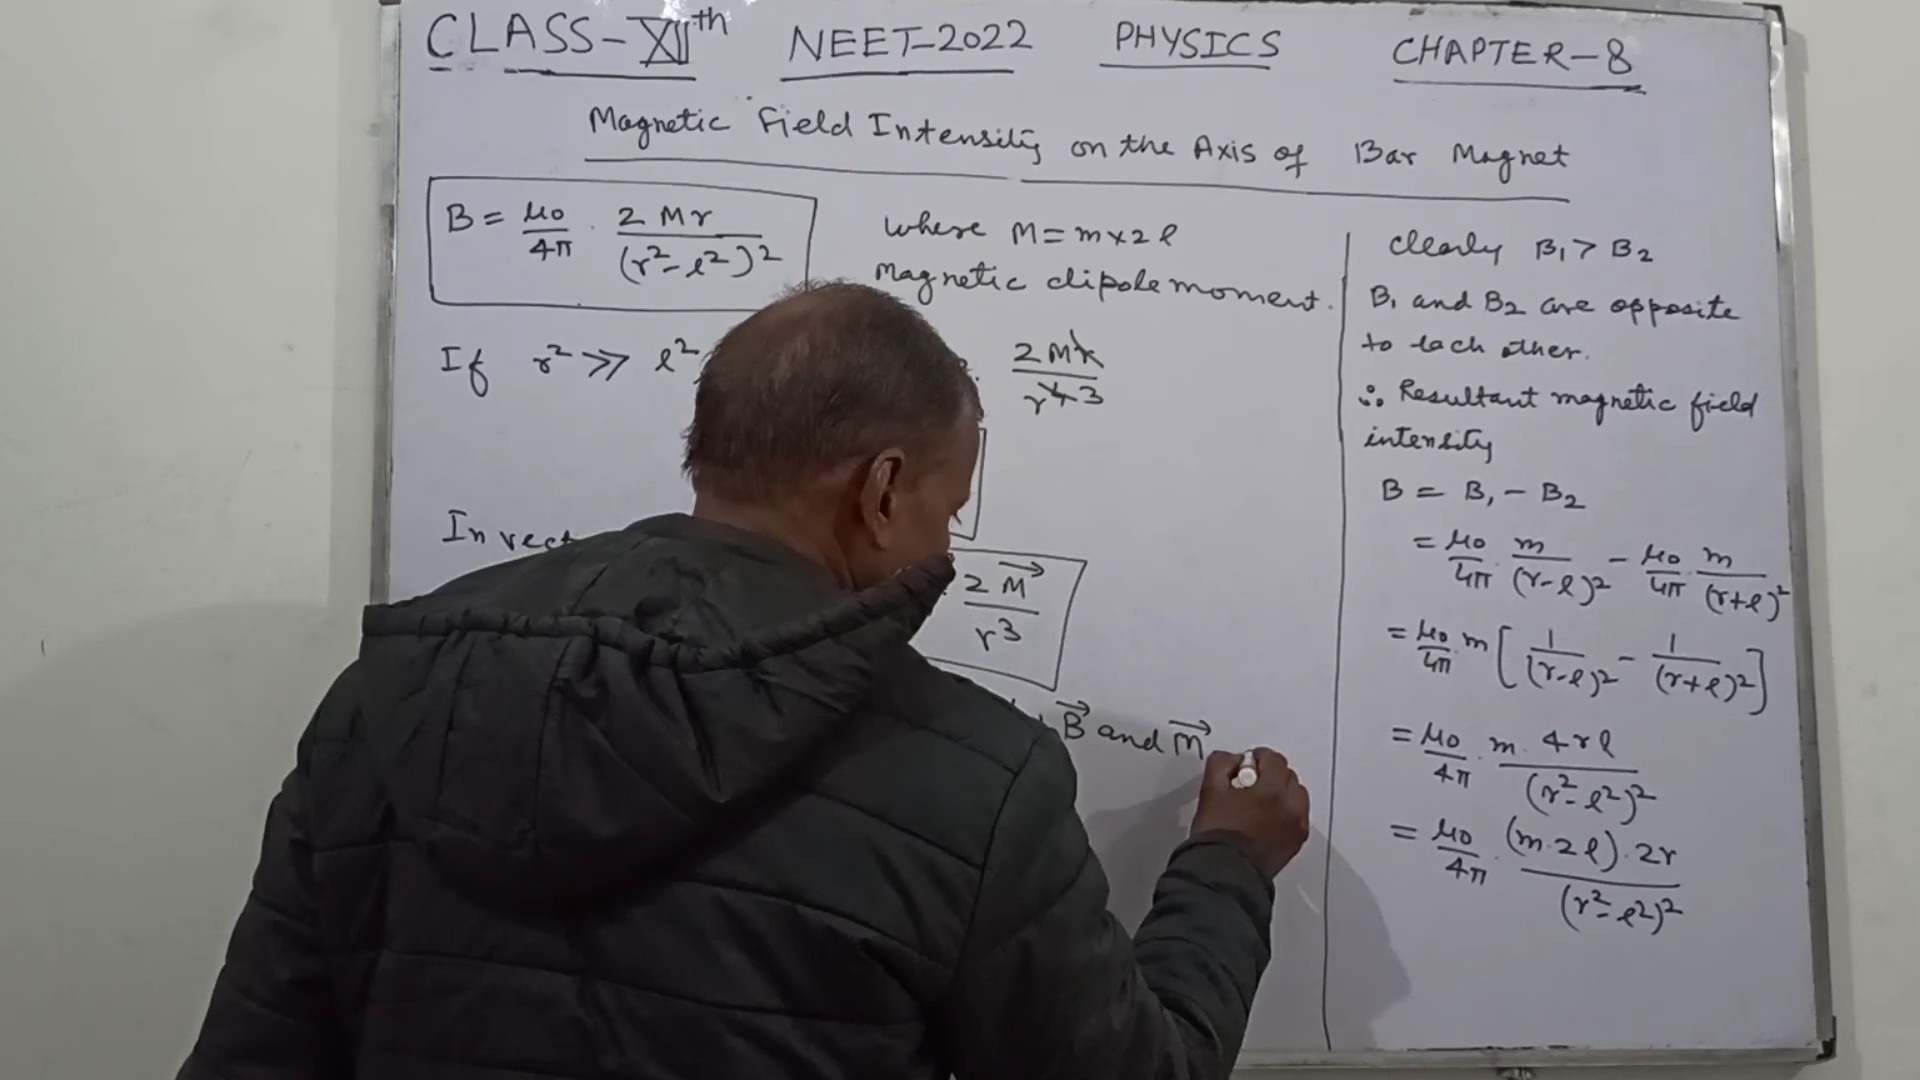 CLASS-XIIth NEET-2022 PHYSICS CHAPTER-8
Magnetic Field Intensity on the Axis of Bar Magnet
B = μ0/4π · 2Mr/(r²-ℓ²)²
where M = m×2ℓ
Magnetic dipole moment.
If r² >> ℓ²
2Mr/r⁴ 3
In
2M⃗/r³
B⃗ and M⃗
Clearly B₁ > B₂
B₁ and B₂ are opposite
to each other.
∴ Resultant magnetic field
intensity
B = B₁ - B₂
= μ0/4π · m/(r-ℓ)² - μ0/4π · m/(r+ℓ)²
= μ0/4π m [1/(r-ℓ)² - 1/(r+ℓ)²]
= μ0/4π · m·4rℓ/(r²-ℓ²)²
= μ0/4π · (m·2ℓ)·2r/(r²-ℓ²)²